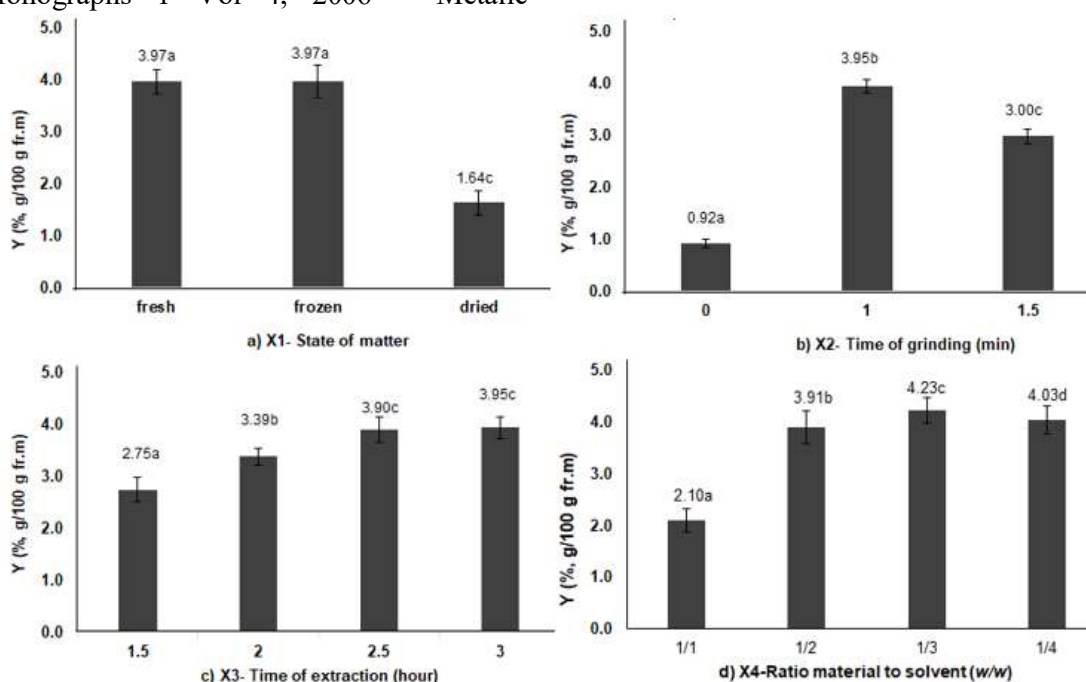 onographs 1 Vol 4, 2006
5.0
4.0
3.0
2.0
1.0
0.0
Y (%, g/100 g fr.m)
3.97a
3.97a
1.64c
fresh frozen dried
a) X1- State of matter
5.0
4.0
3.0
2.0
1.0
0.0
Y (%, g/100 g fr.m)
0.92a
3.95b
3.00c
0 1 1.5
b) X2- Time of grinding (min)
5.0
4.0
3.0
2.0
1.0
0.0
Y (%, g/100 g fr.m)
2.75a
3.39b
3.90c
3.95c
1.5 2 2.5 3
c) X3- Time of extraction (hour)
5.0
4.0
3.0
2.0
1.0
0.0
Y (%, g/100 g fr.m)
2.10a
3.91b
4.23c
4.03d
1/1 1/2 1/3 1/4
d) X4-Ratio material to solvent (w/w)